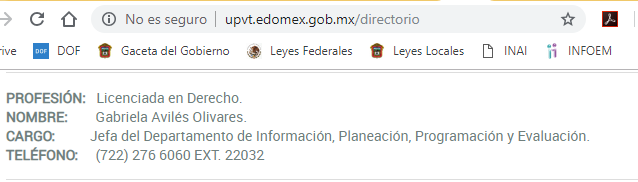 No es seguro | upvt.edomex.gob.mx/directorio
rive DOF DOF Gaceta del Gobierno Leyes Federales Leyes Locales INAI INFOEM
PROFESIÓN: Licenciada en Derecho.
NOMBRE: Gabriela Avilés Olivares.
CARGO: Jefa del Departamento de Información, Planeación, Programación y Evaluación.
TELÉFONO: (722) 276 6060 EXT. 22032